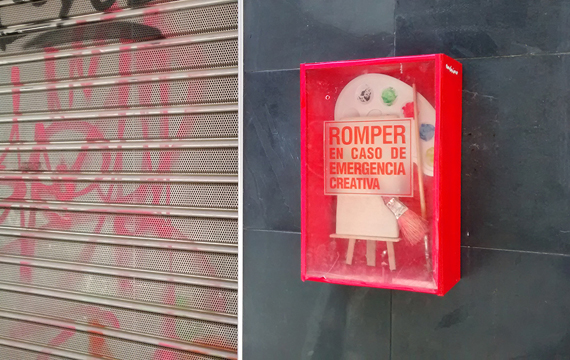 ROMPER
EN CASO DE
EMERGENCIA
CREATIVA